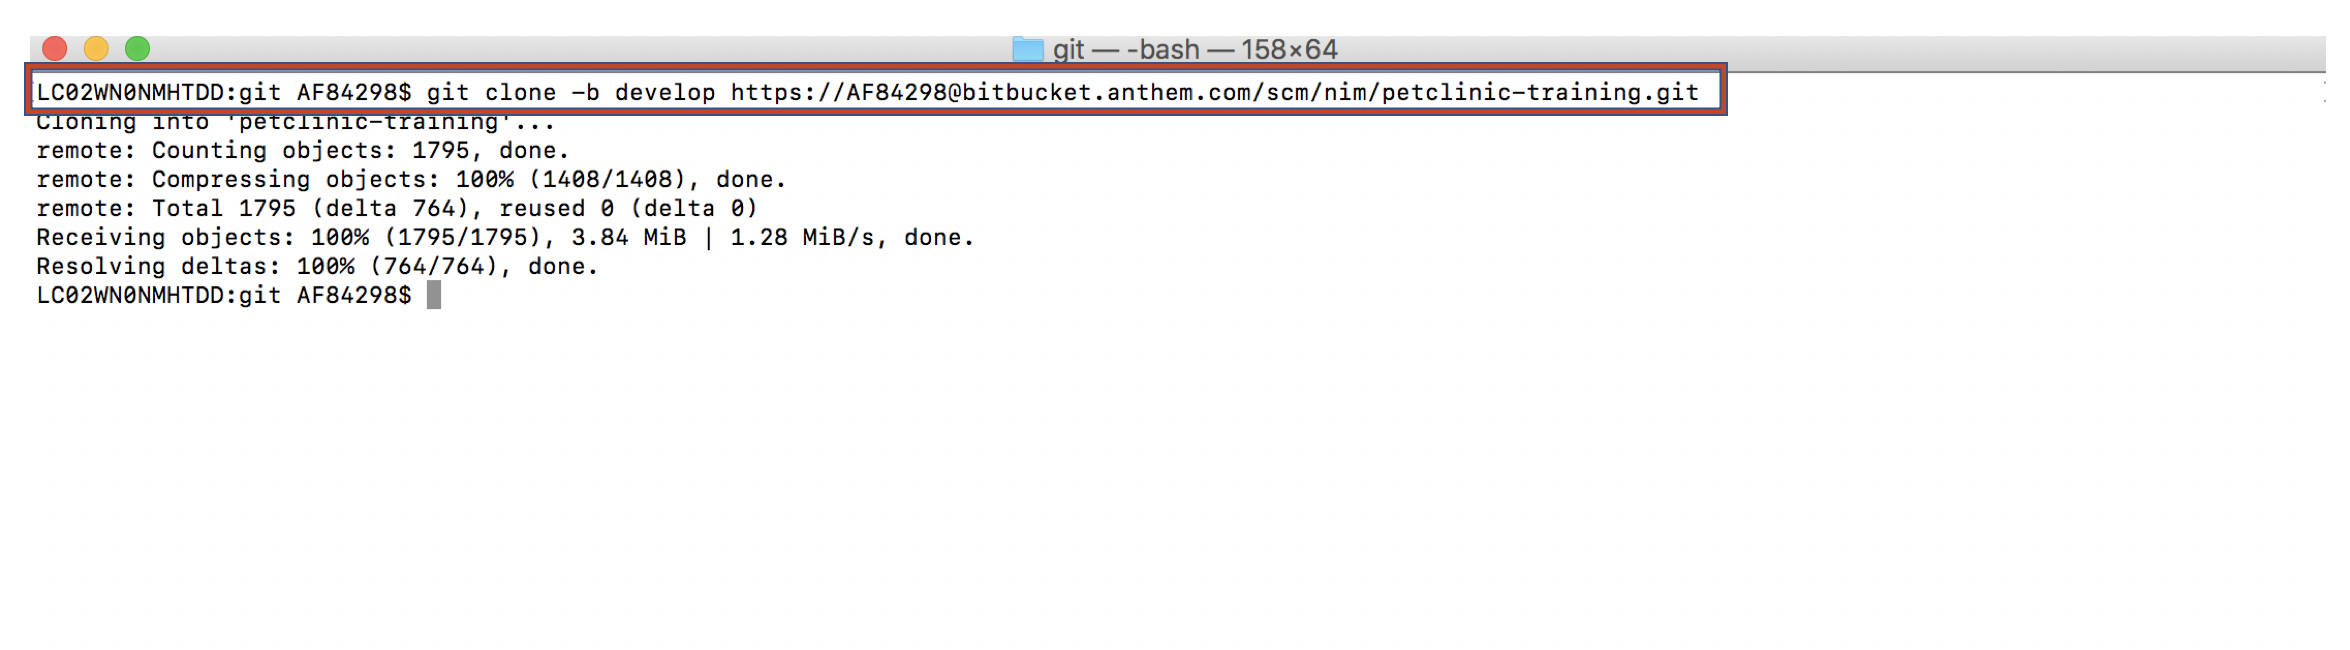 git — -bash — 158×64
LC02WN0NMHTDD:git AF84298$ git clone -b develop https://AF84298@bitbucket.anthem.com/scm/nim/petclinic-training.git
Cloning into 'petclinic-training'...
remote: Counting objects: 1795, done.
remote: Compressing objects: 100% (1408/1408), done.
remote: Total 1795 (delta 764), reused 0 (delta 0)
Receiving objects: 100% (1795/1795), 3.84 MiB | 1.28 MiB/s, done.
Resolving deltas: 100% (764/764), done.
LC02WN0NMHTDD:git AF84298$